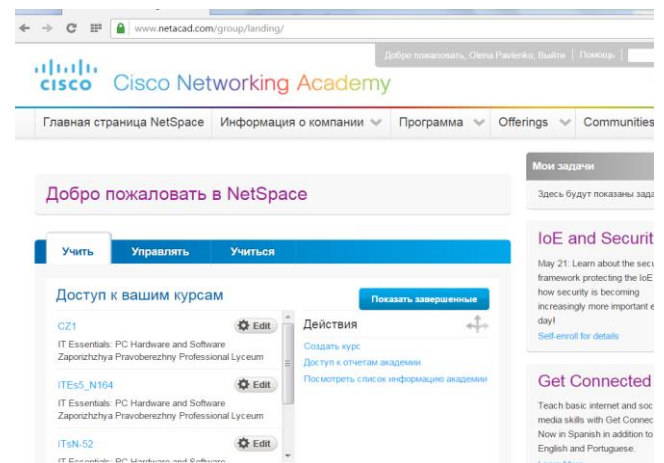 www.netacad.com/group/landing/
Добро пожаловать, Olena Pavlenko, Выйти | Помощь |
CISCO Cisco Networking Academy
Главная страница NetSpace Информация о компании Программа Offerings Communities
Мои задачи
Здесь будут показаны зада
Добро пожаловать в NetSpace
IoE and Securit
May 21: Learn about the secu
framework protecting the IoE
how security is becoming
increasingly more important e
day!
Self-enroll for details
Учить Управлять Учиться
Доступ к вашим курсам
Показать завершенные
CZ1 Edit
IT Essentials: PC Hardware and Software
Zaporizhzhya Pravoberezhny Professional Lyceum
ITEs5_N164 Edit
IT Essentials: PC Hardware and Software
Zaporizhzhya Pravoberezhny Professional Lyceum
ITsN-52 Edit
IT Essentials: PC Hardware and Software
Действия
Создать курс
Доступ к отчетам академии
Посмотреть список информацию академии
Get Connected
Teach basic internet and soc
media skills with Get Connec
Now in Spanish in addition to
English and Portuguese.